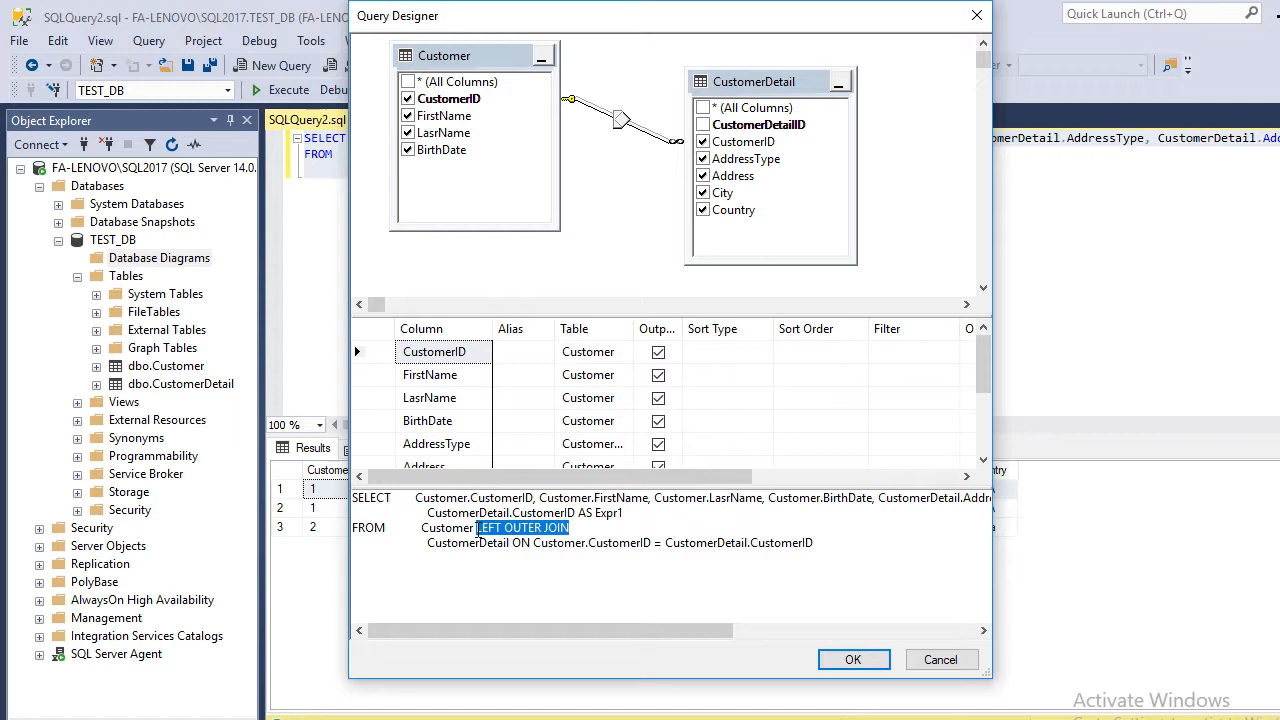 SQLQuery2.sql - FA-LENOVO\SQL2017.TEST_DB (FA-LENOVO\
Quick Launch (Ctrl+Q)
File Edit View Query Project Debug Tools
New Query
TEST_DB
Execute
Object Explorer
Connect
FA-LENOVO\SQL2017 (SQL Server 14.0.
Databases
System Databases
Database Snapshots
TEST_DB
Database Diagrams
Tables
System Tables
FileTables
External Tables
Graph Tables
dbo.Customer
dbo.CustomerDetail
Views
External Resources
Synonyms
Programmability
Service Broker
Storage
Security
Security
Server Objects
Replication
PolyBase
AlwaysOn High Availability
Management
Integration Services Catalogs
SQL Server Agent
SQLQuery2.sql
SELECT
FROM
merDetail.AddressType, CustomerDetail.Ad
100 %
Results
Custome
1 1
2 1
3 2
Query Designer
Customer
* (All Columns)
CustomerID
FirstName
LasrName
BirthDate
CustomerDetail
* (All Columns)
CustomerDetailID
CustomerID
AddressType
Address
City
Country
Column Alias Table Outp... Sort Type Sort Order Filter O
CustomerID Customer
FirstName Customer
LasrName Customer
BirthDate Customer
AddressType Custome...
Address Custome
SELECT Customer.CustomerID, Customer.FirstName, Customer.LasrName, Customer.BirthDate, CustomerDetail.Addre
CustomerDetail.CustomerID AS Expr1
FROM Customer LEFT OUTER JOIN
CustomerDetail ON Customer.CustomerID = CustomerDetail.CustomerID
OK Cancel
Activate Windows